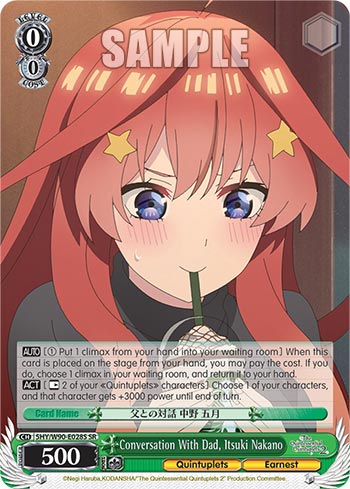 LEVEL
0
0
COST
SAMPLE
AUTO [① Put 1 climax from your hand into your waiting room] When this
card is placed on the stage from your hand, you may pay the cost. If you
do, choose 1 climax in your waiting room, and return it to your hand.
ACT [2 of your «Quintuplets» characters] Choose 1 of your characters,
and that character gets +3000 power until end of turn.
Card Name
父との対話 中野 五月
CH 5HY/W90-E028S SR
Conversation With Dad, Itsuki Nakano
500
Quintuplets
Earnest
The Quintessential Quintuplets 2
©Negi Haruba,KODANSHA/"The Quintessential Quintuplets 2" Production Committee.